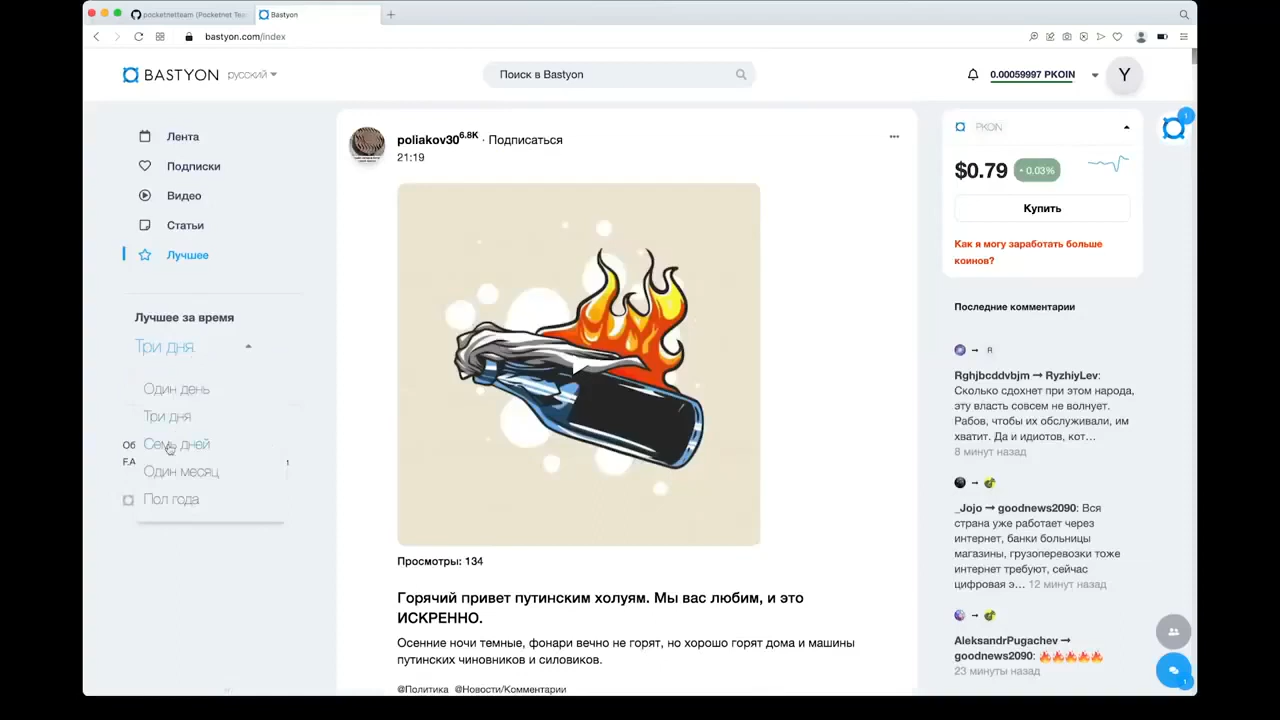 pocketnetteam (Pocketnet Tea
Bastyon
bastyon.com/index
BASTYON русский
Поиск в Bastyon
0.00059997 PKOIN
Y
Лента
Подписки
Видео
Статьи
Лучшее
Лучшее за время
Три дня
Один день
Три дня
Об
Семь дней
F.A
1
Один месяц
Пол года
poliakov30 6.8K · Подписаться
21:19
Просмотры: 134
Горячий привет путинским холуям. Мы вас любим, и это
ИСКРЕННО.
Осенние ночи темные, фонари вечно не горят, но хорошо горят дома и машины
путинских чиновников и силовиков.
@Политика @Новости/Комментарии
PKOIN
1
$0.79
+ 0.03%
Купить
Как я могу заработать больше
коинов?
Последние комментарии
R
Rghjbcddvbjm → RyzhiyLev:
Сколько сдохнет при этом народа,
эту власть совсем не волнует.
Рабов, чтобы их обслуживали, им
хватит. Да и идиотов, кот...
8 минут назад
_Jojo → goodnews2090: Вся
страна уже работает через
интернет, банки больницы
магазины, грузоперевозки тоже
интернет требуют, сейчас
цифровая э... 12 минут назад
AleksandrPugachev →
goodnews2090: 🔥🔥🔥🔥🔥
23 минуты назад
1